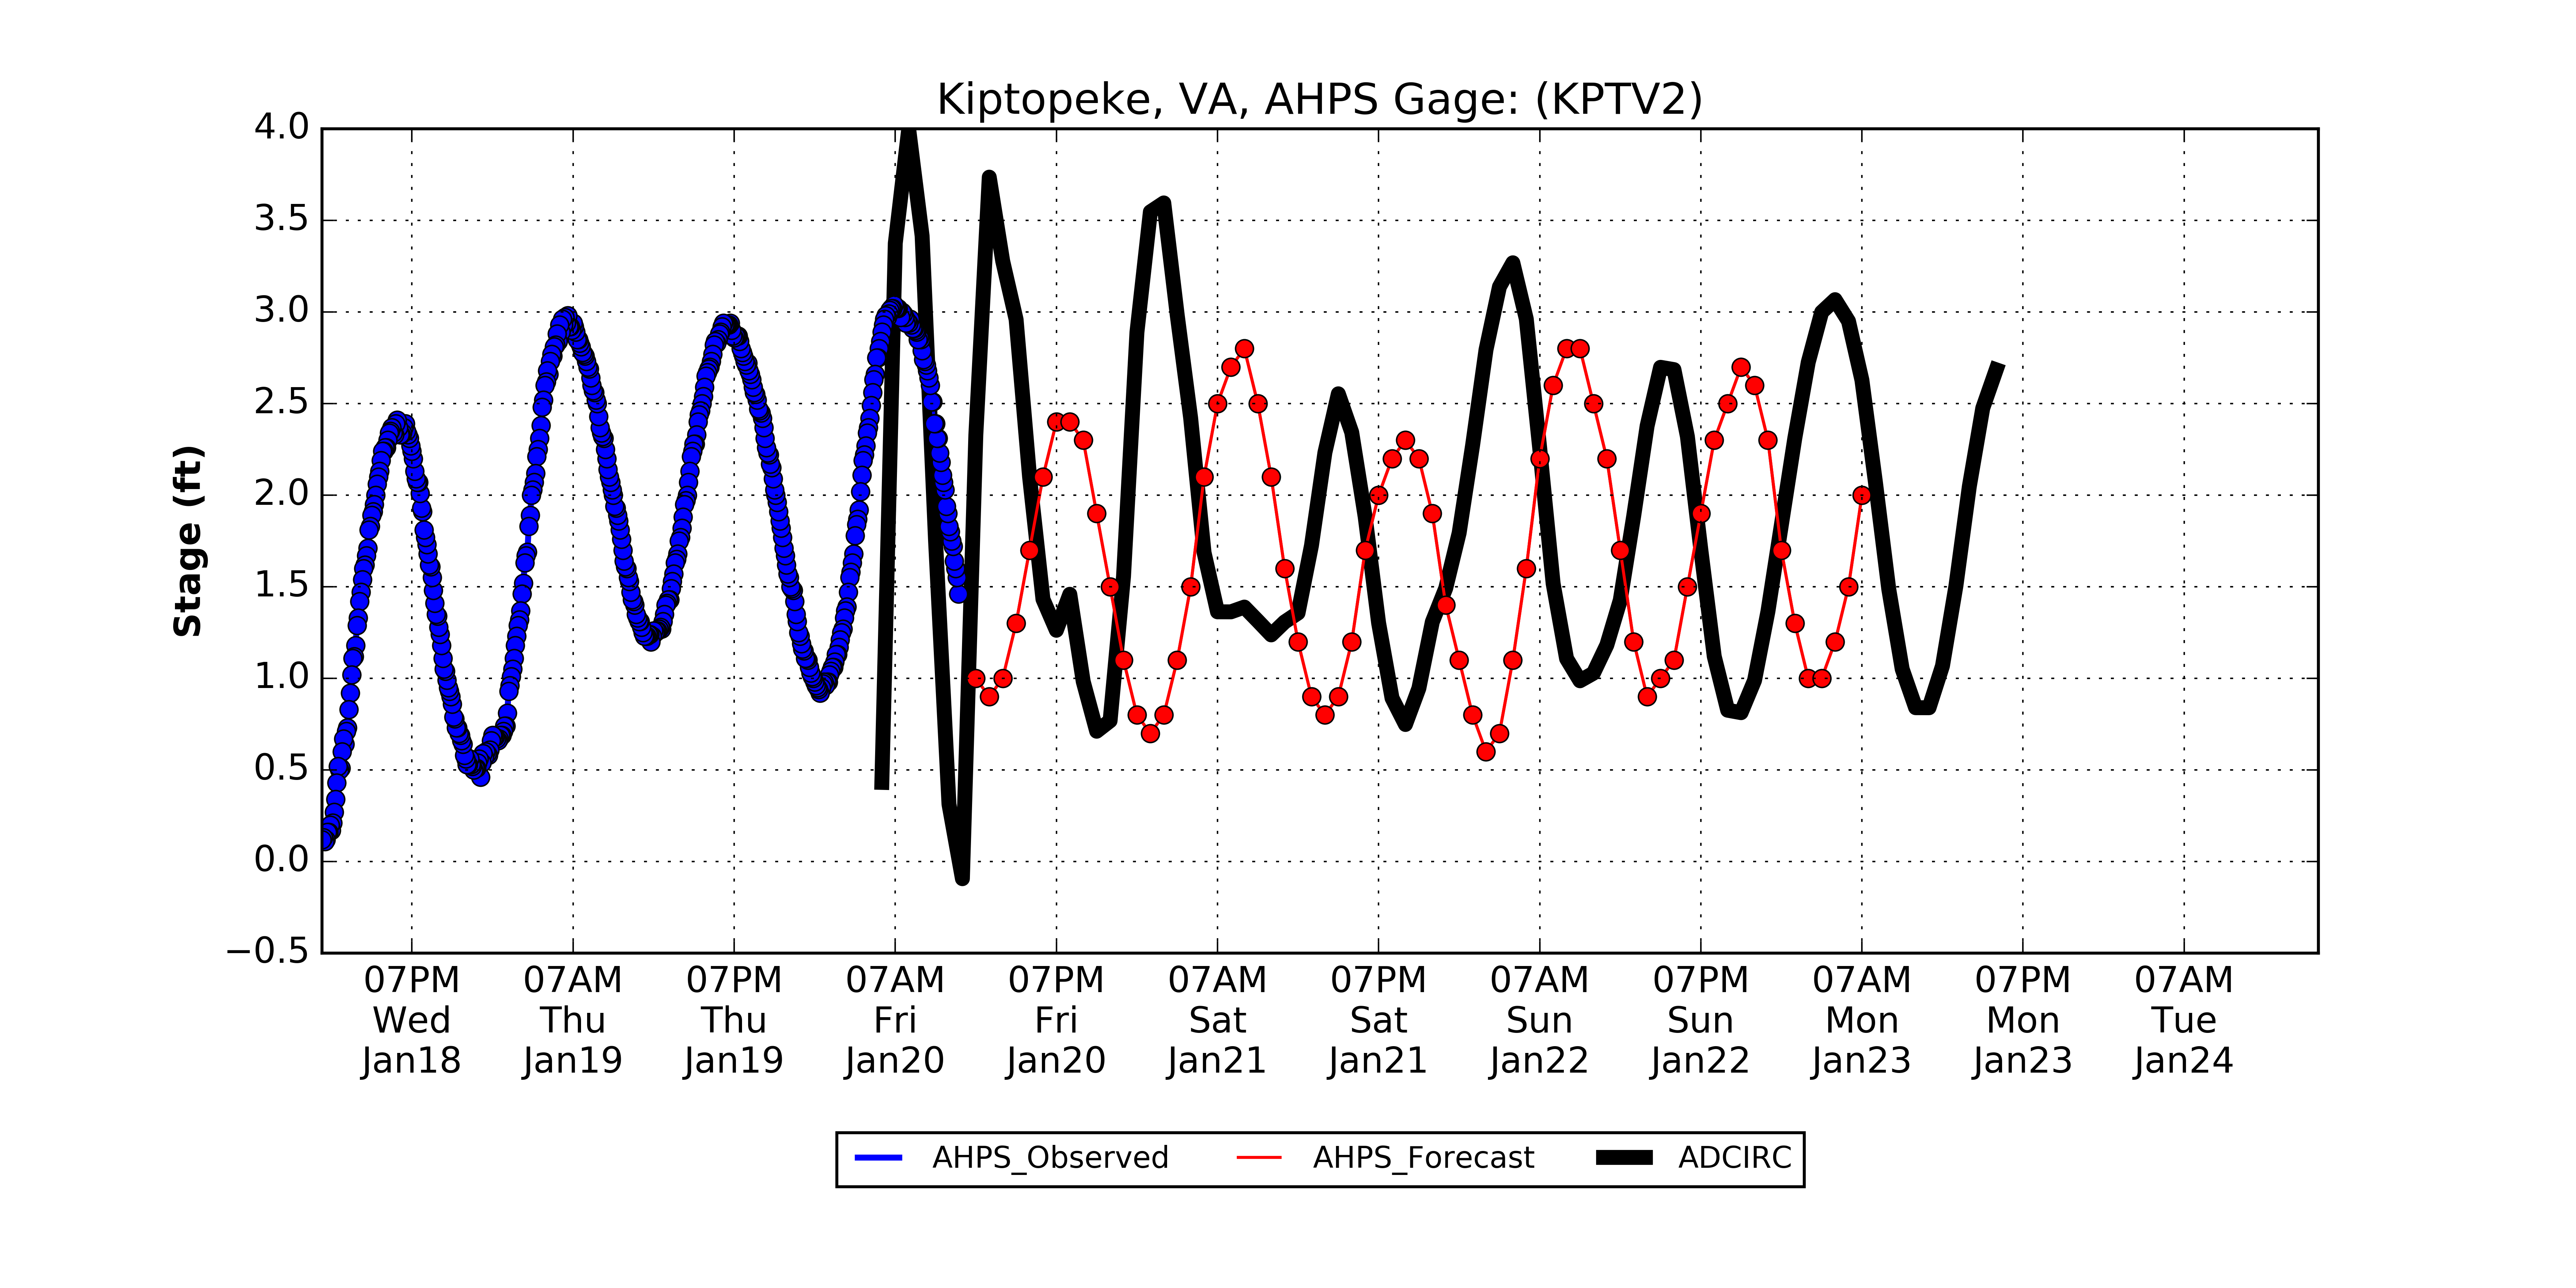 Kiptopeke, VA, AHPS Gage: (KPTV2)
Stage (ft)
4.0
3.5
3.0
2.5
2.0
1.5
1.0
0.5
0.0
−0.5
07PM 07AM 07PM 07AM 07PM 07AM 07PM 07AM 07PM 07AM 07PM 07AM
Wed Thu Thu Fri Fri Sat Sat Sun Sun Mon Mon Tue
Jan18 Jan19 Jan19 Jan20 Jan20 Jan21 Jan21 Jan22 Jan22 Jan23 Jan23 Jan24
AHPS_Observed AHPS_Forecast ADCIRC